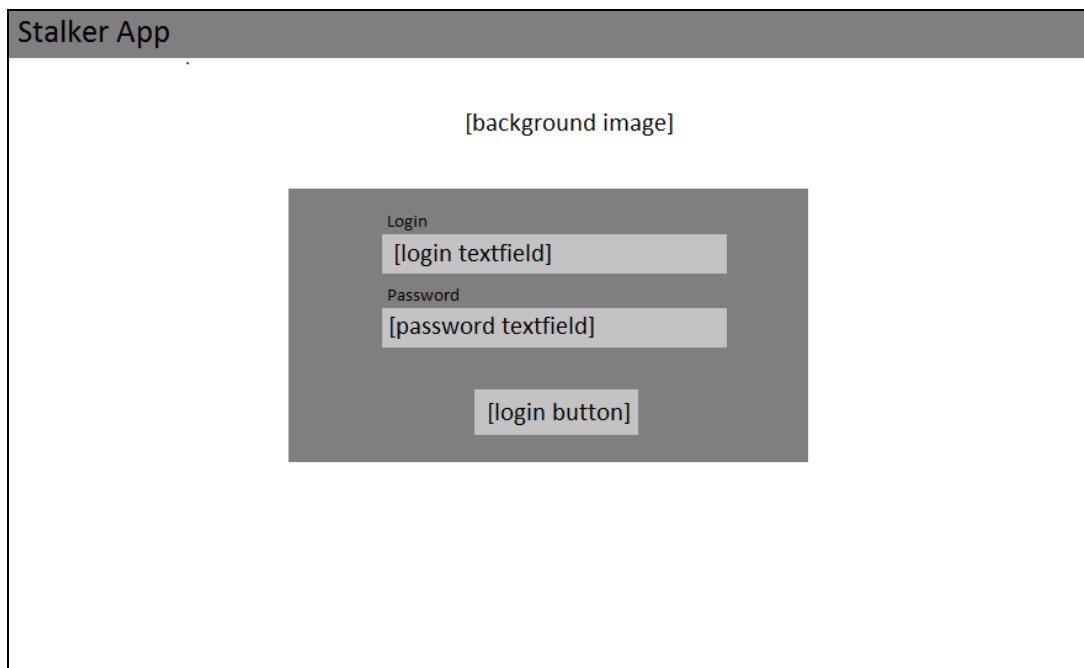 Stalker App
[background image]
Login
[login textfield]
Password
[password textfield]
[login button]